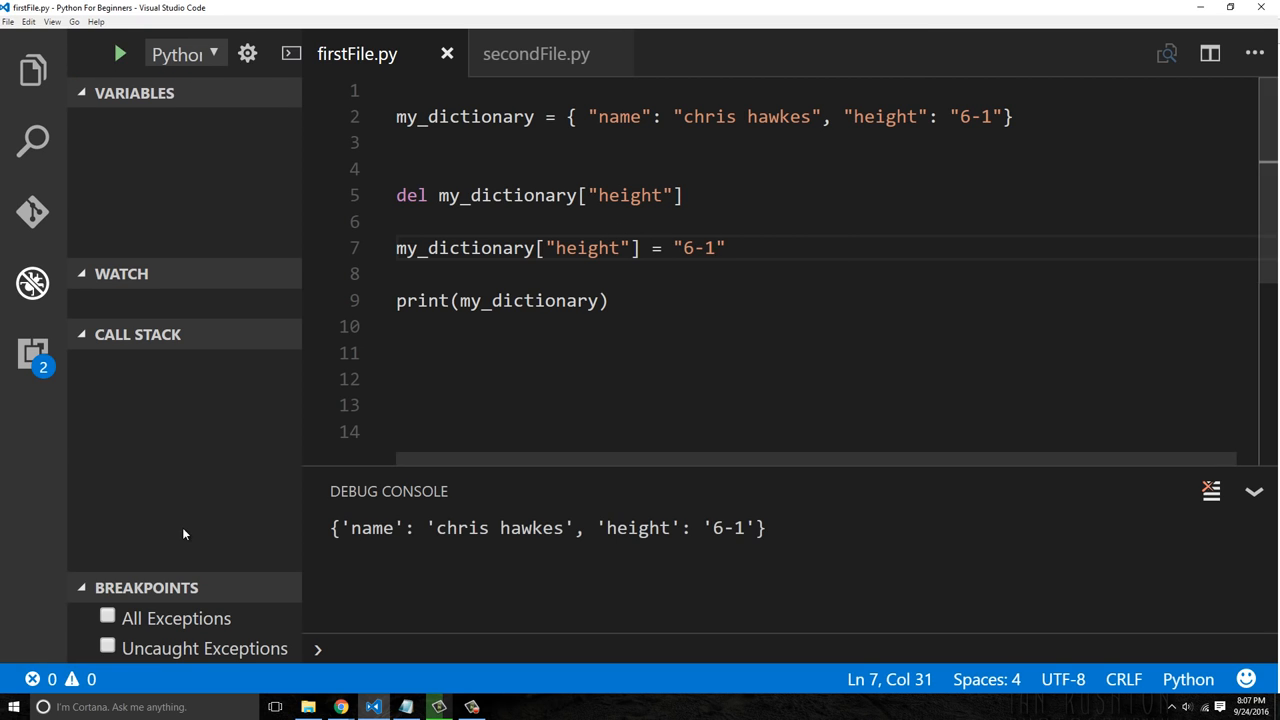 firstFile.py - Python For Beginners - Visual Studio Code
File Edit View Go Help
Python
firstFile.py
secondFile.py
VARIABLES
WATCH
CALL STACK
2
BREAKPOINTS
All Exceptions
Uncaught Exceptions
1
2 my_dictionary = { "name": "chris hawkes", "height": "6-1"}
3
4
5 del my_dictionary["height"]
6
7 my_dictionary["height"] = "6-1"
8
9 print(my_dictionary)
10
11
12
13
14
DEBUG CONSOLE
{'name': 'chris hawkes', 'height': '6-1'}
0 0 Ln 7, Col 31 Spaces: 4 UTF-8 CRLF Python
I'm Cortana. Ask me anything.
8:07 PM
9/24/2016